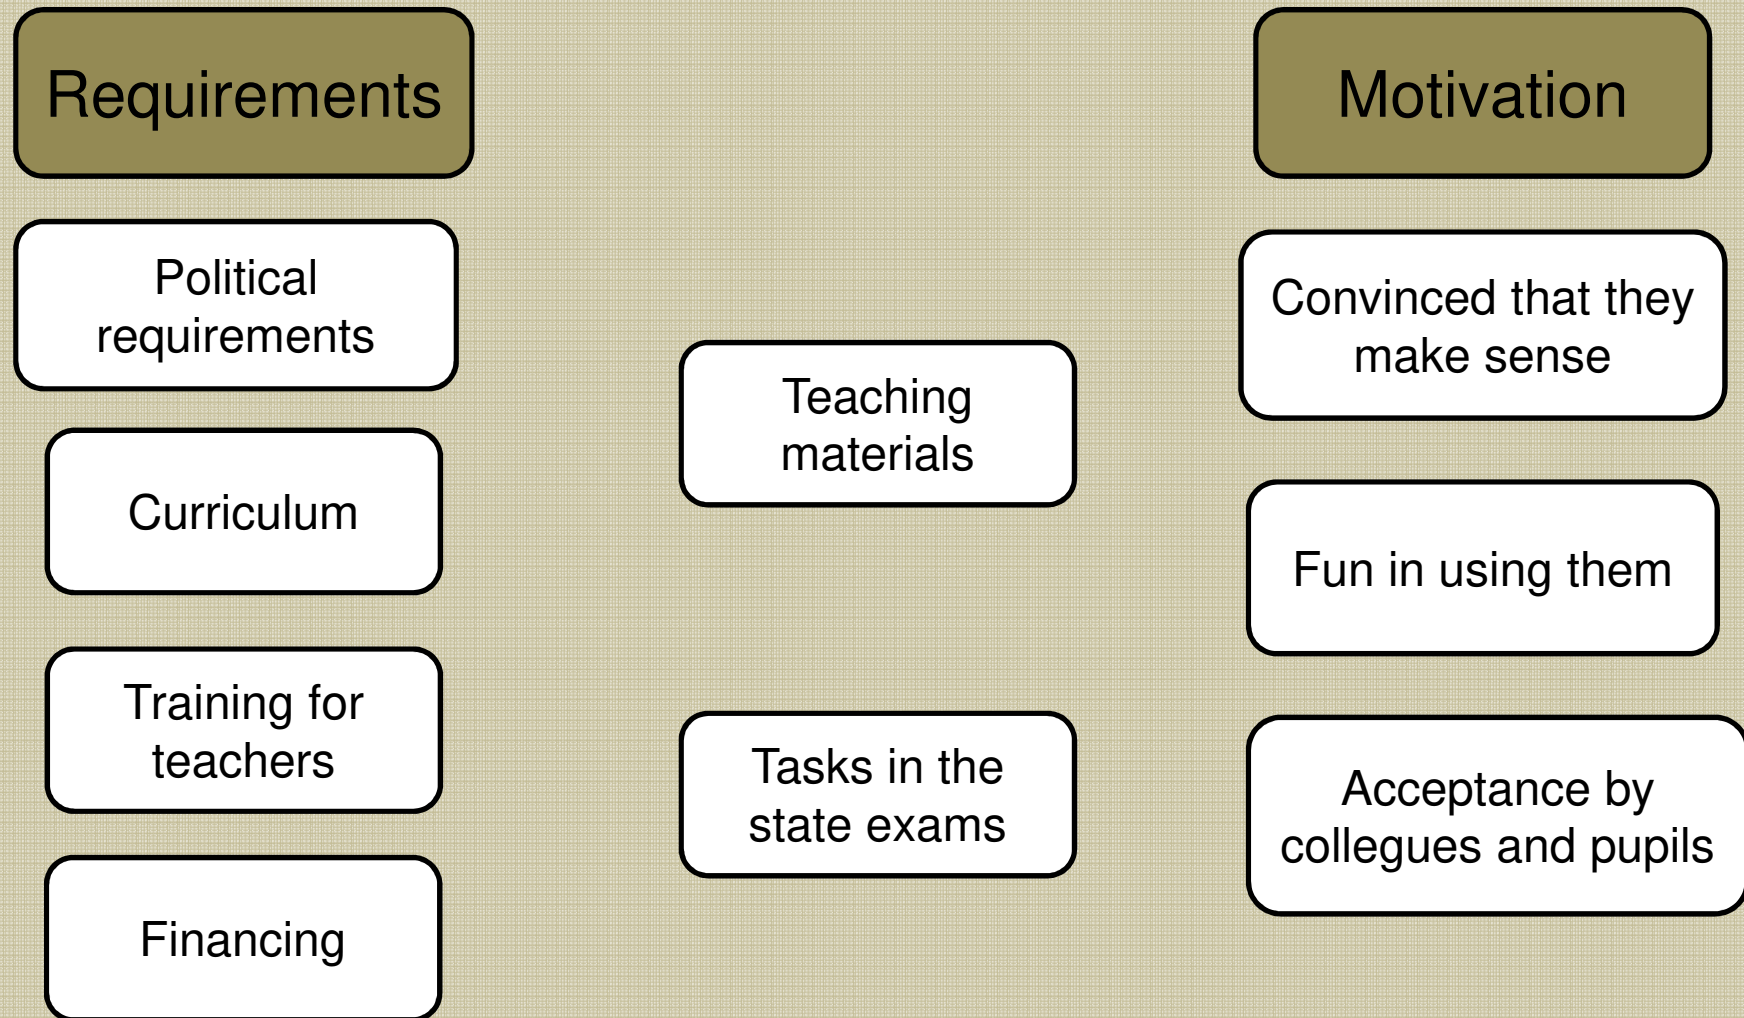 Requirements
Political
requirements
Curriculum
Training for
teachers
Financing
Teaching
materials
Tasks in the
state exams
Motivation
Convinced that they
make sense
Fun in using them
Acceptance by
collegues and pupils